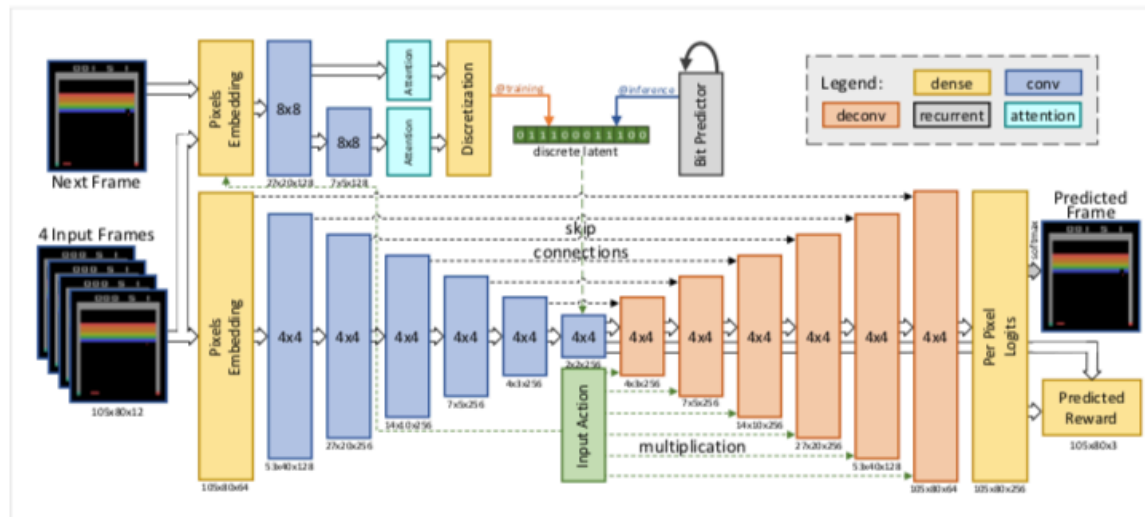 Next Frame
4 Input Frames
105x80x12
Pixels
Embedding
8x8
27x20x128
8x8
7x5x128
Attention
Attention
Discretization
@training
@inference
0 1 1 1 0 0 0 1 1 1 0 0
discrete latent
Bit Predictor
Legend:
dense
conv
deconv
recurrent
attention
Pixels
Embedding
105x80x64
4x4
53x40x128
4x4
27x20x256
4x4
14x10x256
4x4
7x5x256
4x4
4x3x256
4x4
2x2x256
Input Action
skip
connections
multiplication
4x4
4x3x256
4x4
7x5x256
4x4
14x10x256
4x4
27x20x256
4x4
53x40x128
4x4
105x80x64
Per Pixel
Logits
105x80x256
softmax
Predicted
Frame
Predicted
Reward
105x80x3